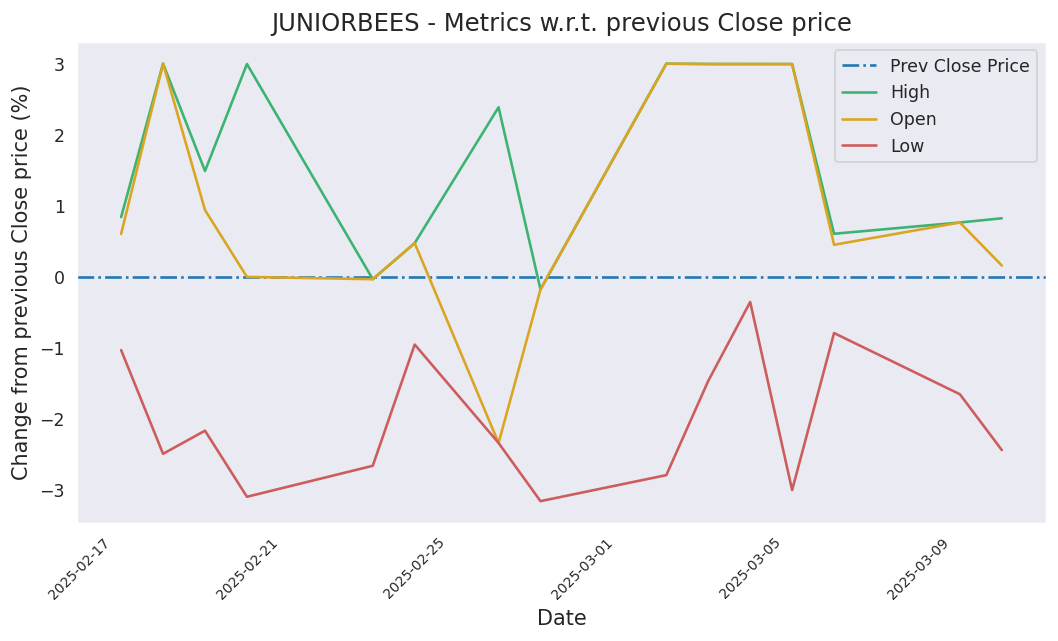 JUNIORBEES - Metrics w.r.t. previous Close price
Change from previous Close price (%)
3
2
1
0
−1
−2
−3
Prev Close Price
High
Open
Low
2025-02-17
2025-02-21
2025-02-25
2025-03-01
2025-03-05
2025-03-09
Date